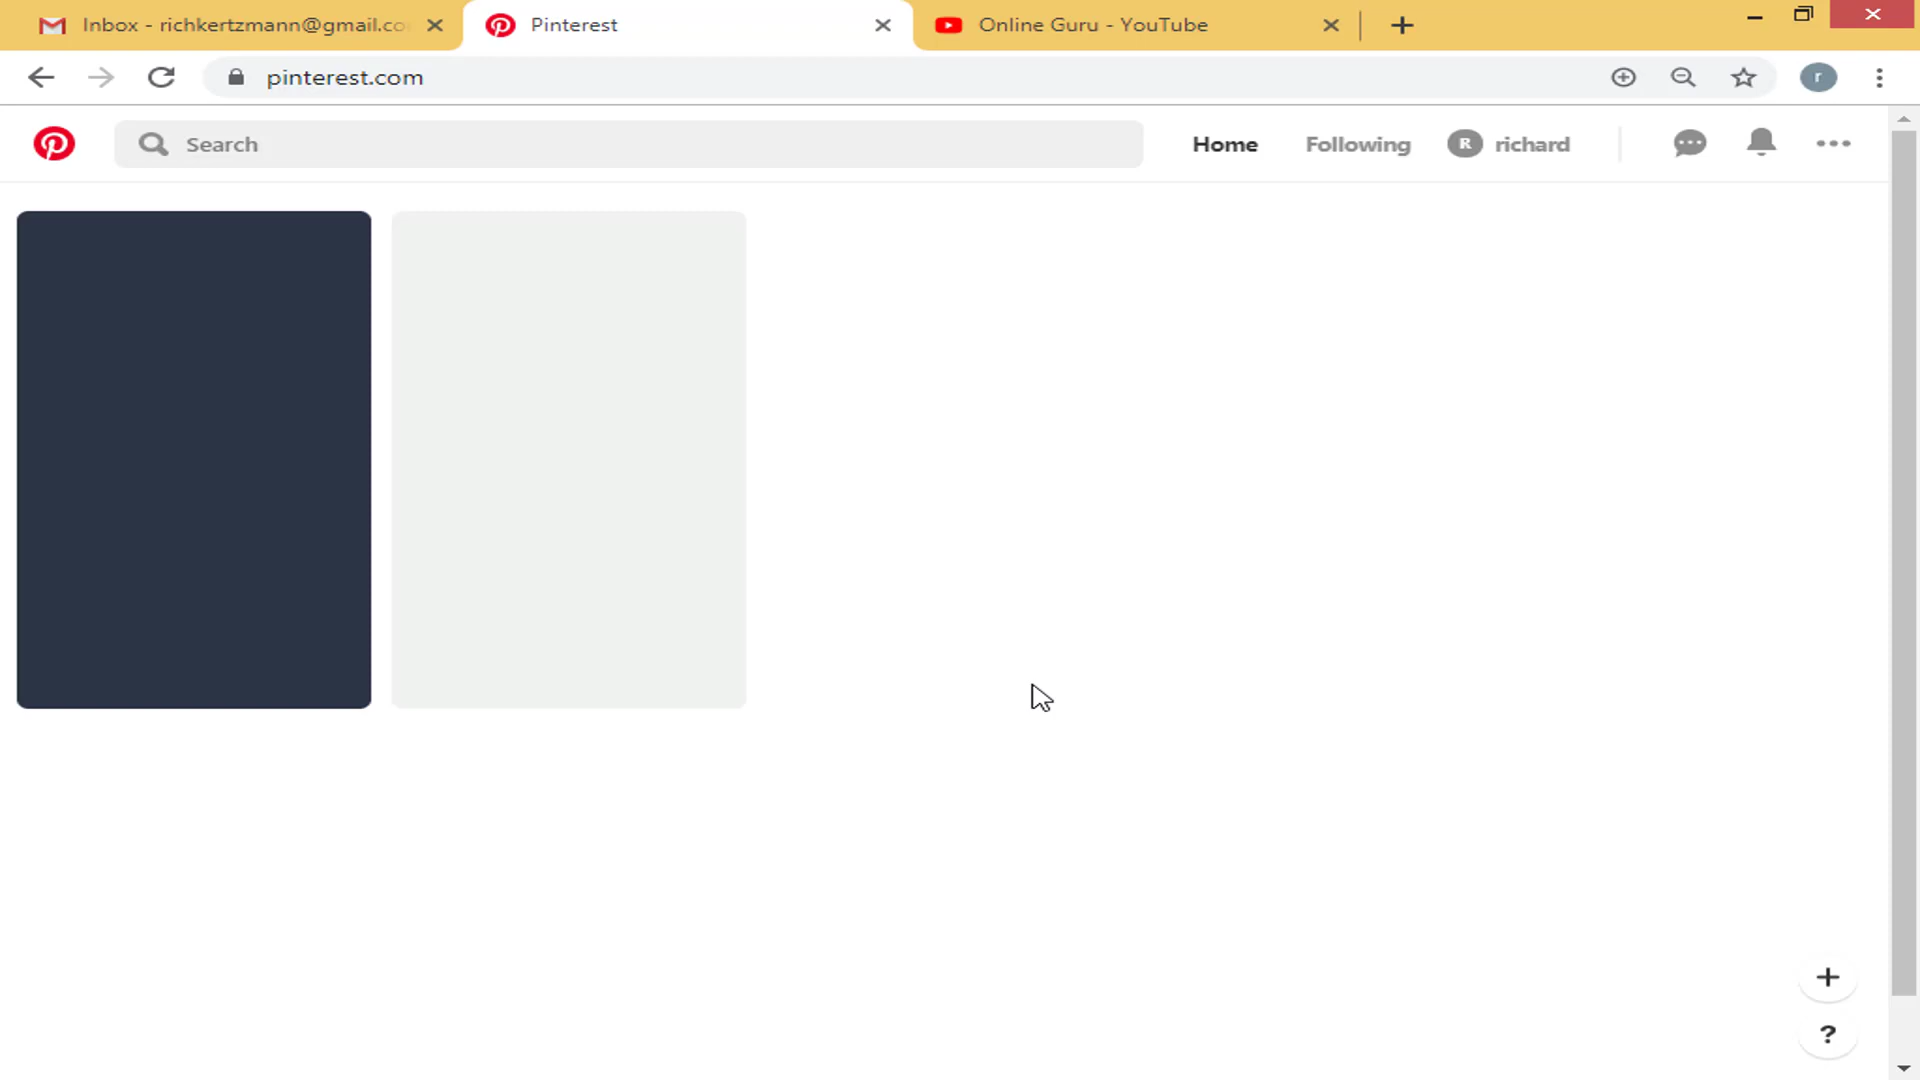 Inbox - richkertzmann@gmail.co
Pinterest
Online Guru - YouTube
pinterest.com
r
Search
Home
Following
R
richard
?